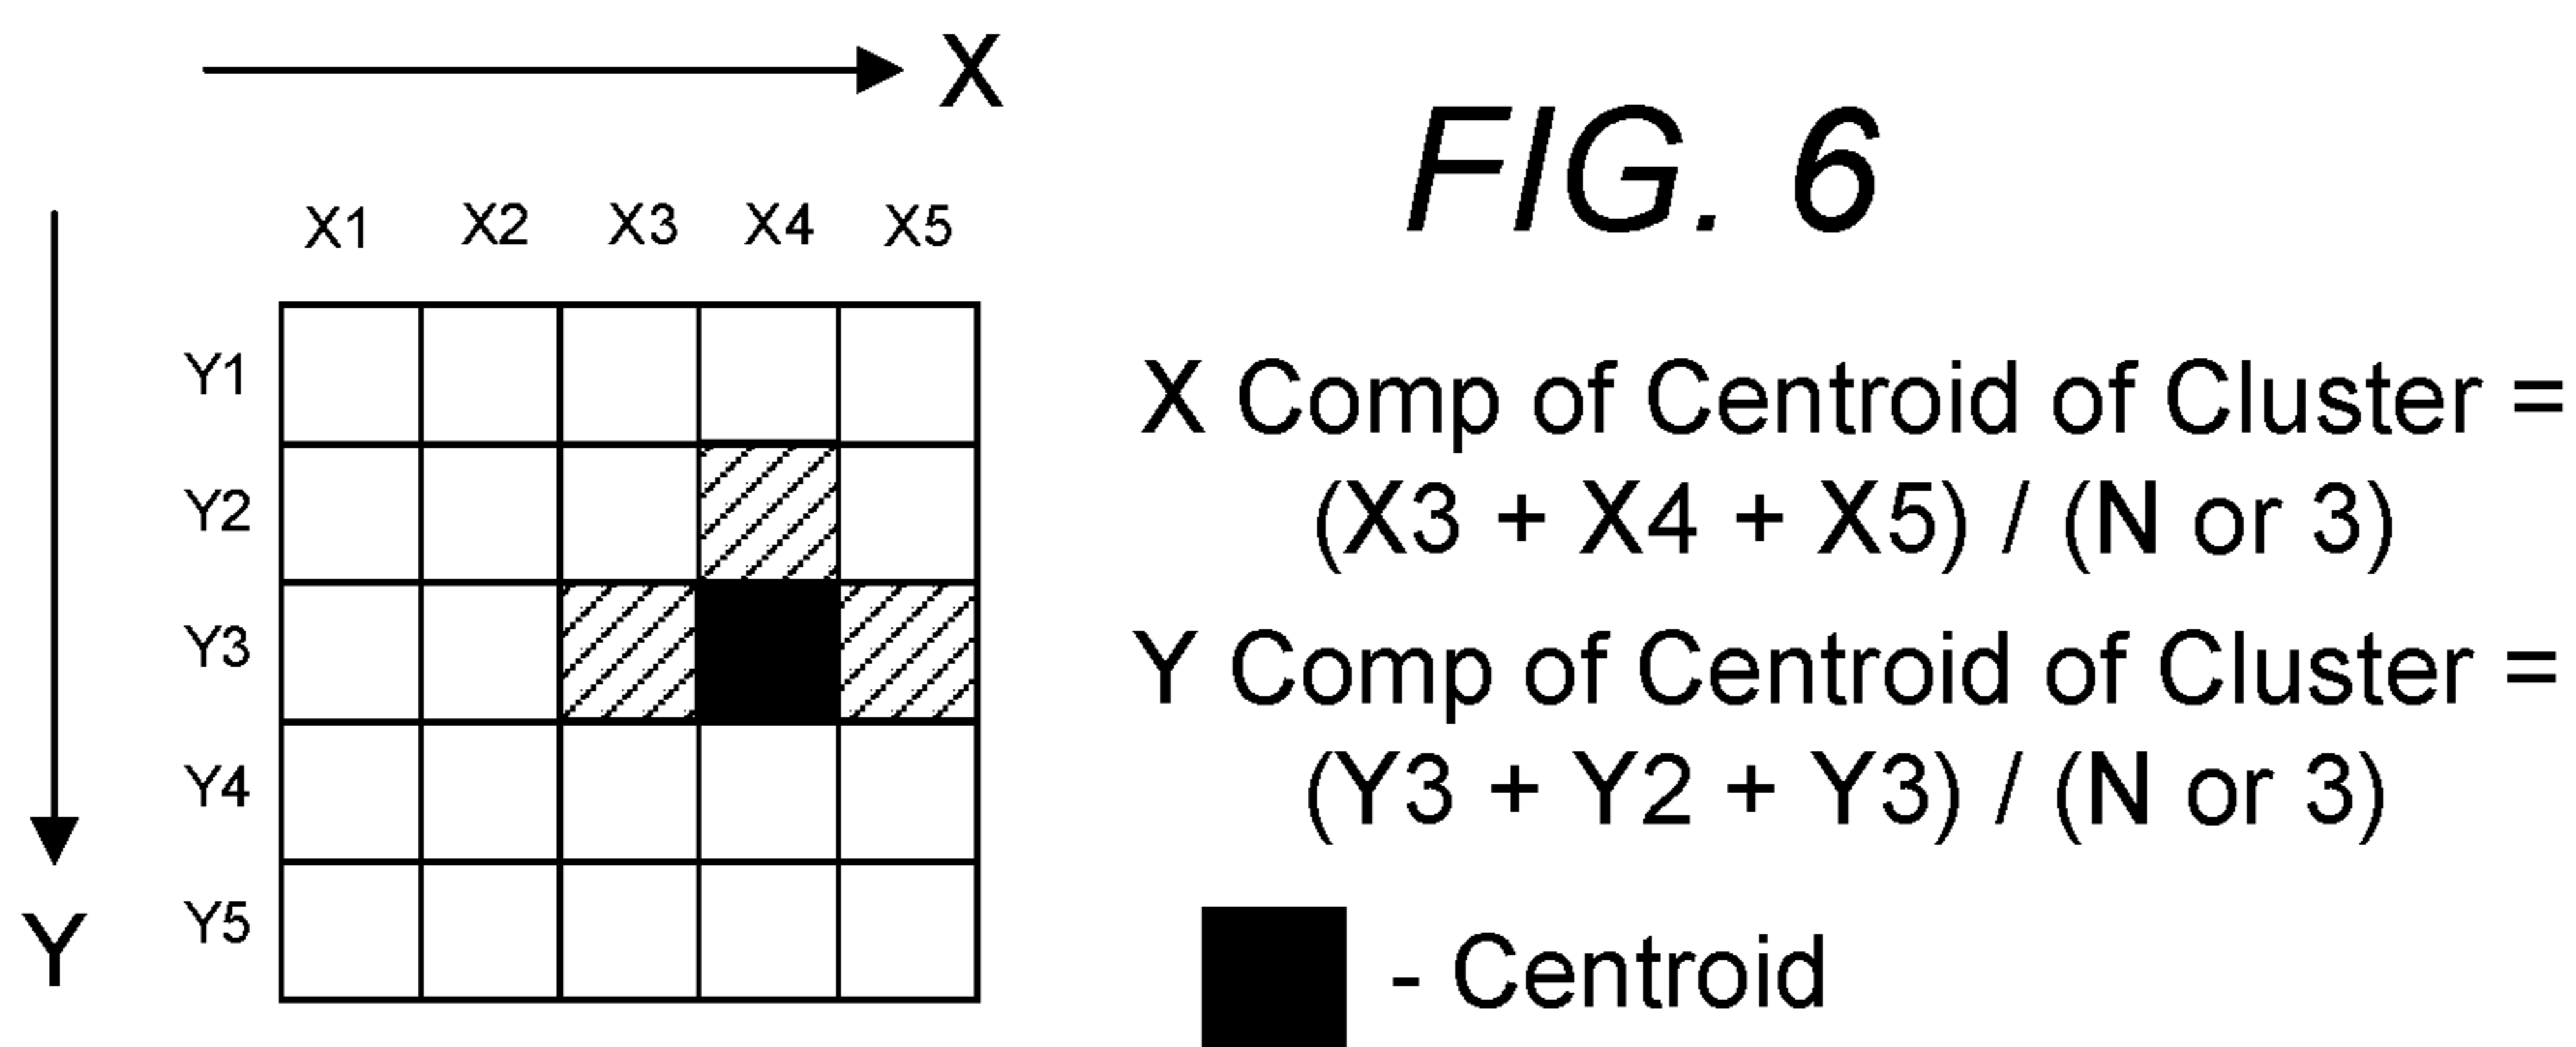 X
FIG. 6
X1 X2 X3 X4 X5
Y1
Y2
Y3
Y4
Y5
Y
X Comp of Centroid of Cluster =
(X3 + X4 + X5) / (N or 3)
Y Comp of Centroid of Cluster =
(Y3 + Y2 + Y3) / (N or 3)
- Centroid